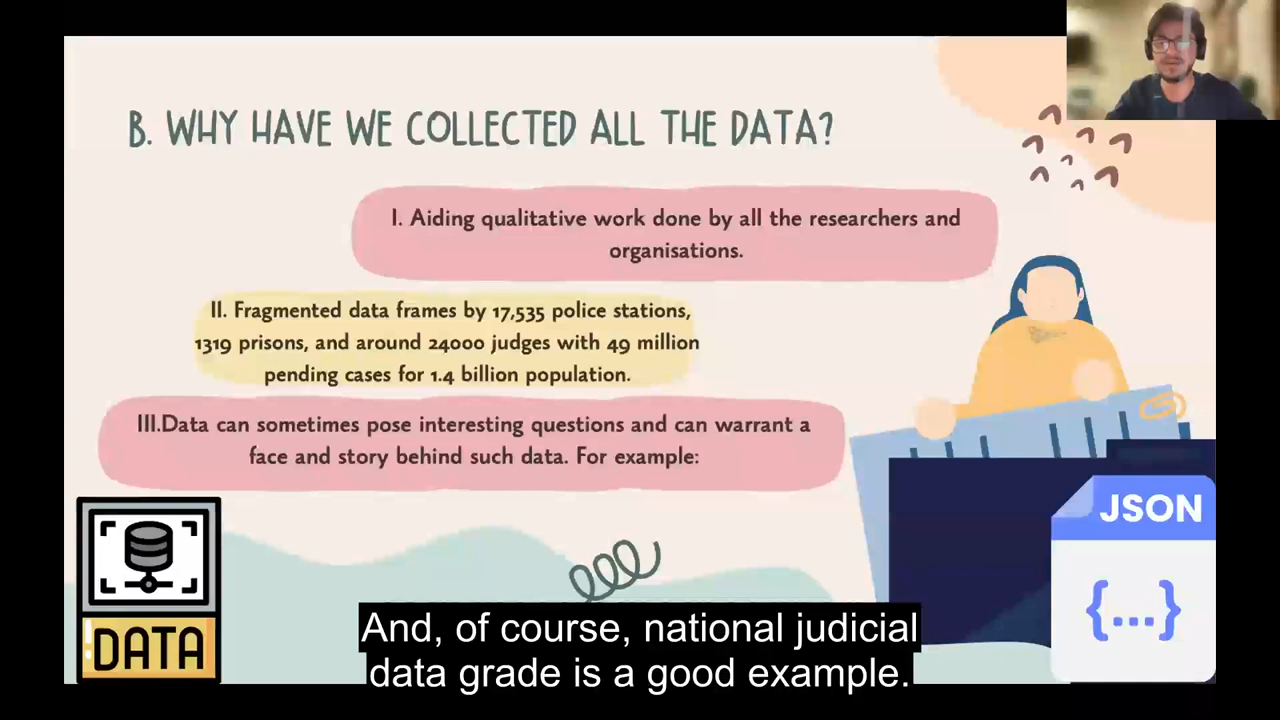 B. WHY HAVE WE COLLECTED ALL THE DATA?
I. Aiding qualitative work done by all the researchers and
organisations.
II. Fragmented data frames by 17,535 police stations,
1319 prisons, and around 24000 judges with 49 million
pending cases for 1.4 billion population.
III.Data can sometimes pose interesting questions and can warrant a
face and story behind such data. For example:
JSON
{...}
DATA
And, of course, national judicial
data grade is a good example.